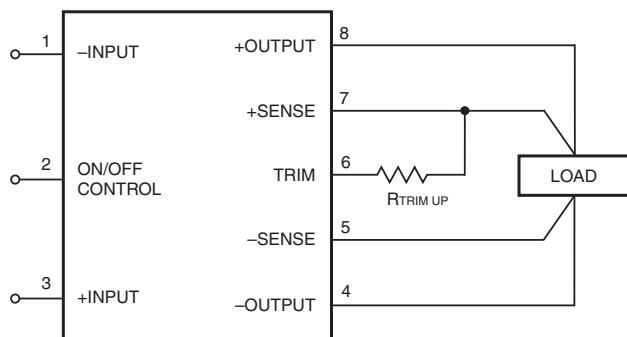 1
–INPUT
2
ON/OFF
CONTROL
3
+INPUT
+OUTPUT
8
+SENSE
7
TRIM
6
RTRIM UP
–SENSE
5
–OUTPUT
4
LOAD